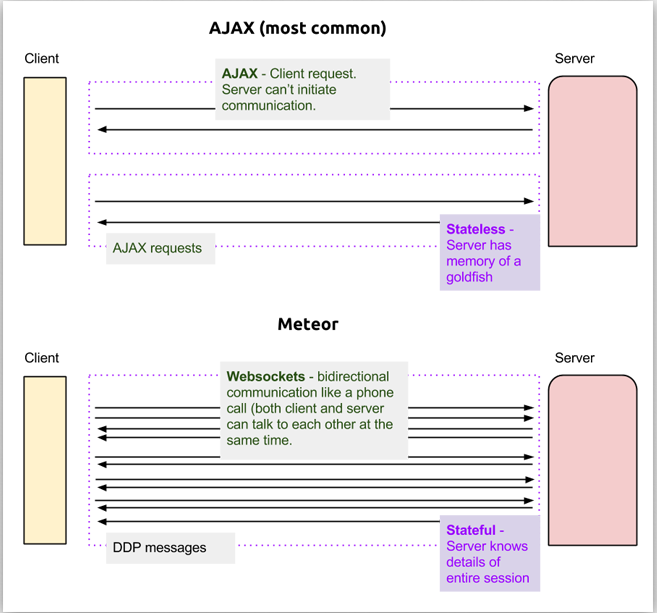 AJAX (most common)
Client
Server
AJAX - Client request.
Server can't initiate
communication.
AJAX requests
Stateless -
Server has
memory of a
goldfish
Meteor
Client
Server
Websockets - bidirectional
communication like a phone
call (both client and server
can talk to each other at the
same time.
DDP messages
Stateful -
Server knows
details of
entire session